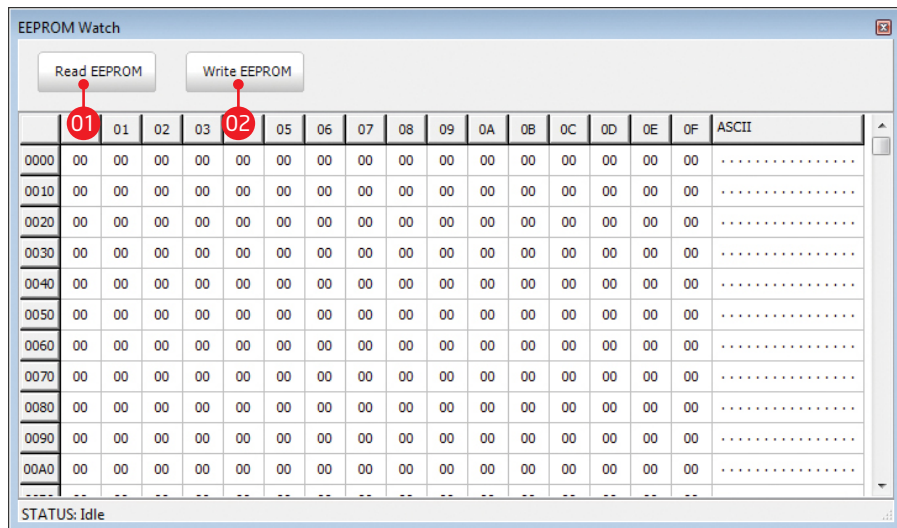 EEPROM Watch
Read EEPROM Write EEPROM
01 01 02 03 02 05 06 07 08 09 0A 0B 0C 0D 0E 0F ASCII
0000 00 00 00 00 00 00 00 00 00 00 00 00 00 00 00 00 ................
0010 00 00 00 00 00 00 00 00 00 00 00 00 00 00 00 00 ................
0020 00 00 00 00 00 00 00 00 00 00 00 00 00 00 00 00 ................
0030 00 00 00 00 00 00 00 00 00 00 00 00 00 00 00 00 ................
0040 00 00 00 00 00 00 00 00 00 00 00 00 00 00 00 00 ................
0050 00 00 00 00 00 00 00 00 00 00 00 00 00 00 00 00 ................
0060 00 00 00 00 00 00 00 00 00 00 00 00 00 00 00 00 ................
0070 00 00 00 00 00 00 00 00 00 00 00 00 00 00 00 00 ................
0080 00 00 00 00 00 00 00 00 00 00 00 00 00 00 00 00 ................
0090 00 00 00 00 00 00 00 00 00 00 00 00 00 00 00 00 ................
00A0 00 00 00 00 00 00 00 00 00 00 00 00 00 00 00 00 ................
STATUS: Idle